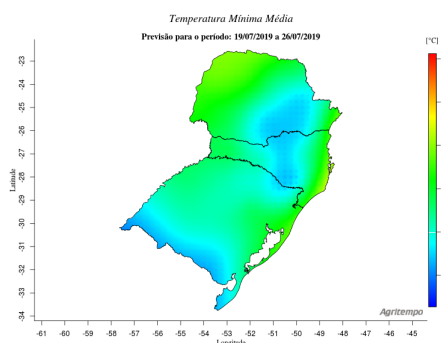 Temperatura Mínima Média
Previsão para o período: 19/07/2019 a 26/07/2019
[°C]
-23
-24
-25
-26
-27
-28
-29
-30
-31
-32
-33
-34
Latitude
Agritempo
-61 -60 -59 -58 -57 -56 -55 -54 -53 -52 -51 -50 -49 -48 -47 -46 -45
Longitude